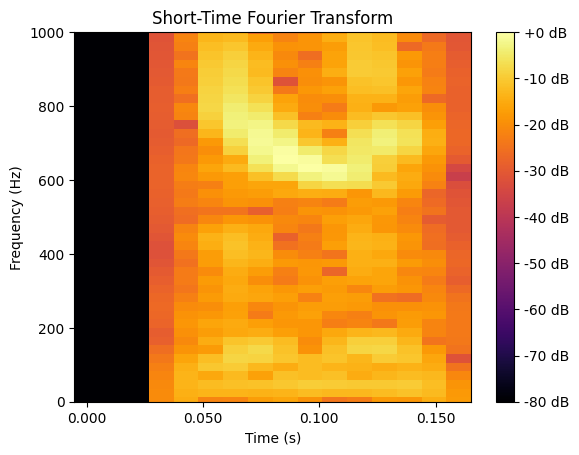 Short-Time Fourier Transform
Frequency (Hz)
1000
800
600
400
200
0
0.000 0.050 0.100 0.150
Time (s)
+0 dB
-10 dB
-20 dB
-30 dB
-40 dB
-50 dB
-60 dB
-70 dB
-80 dB